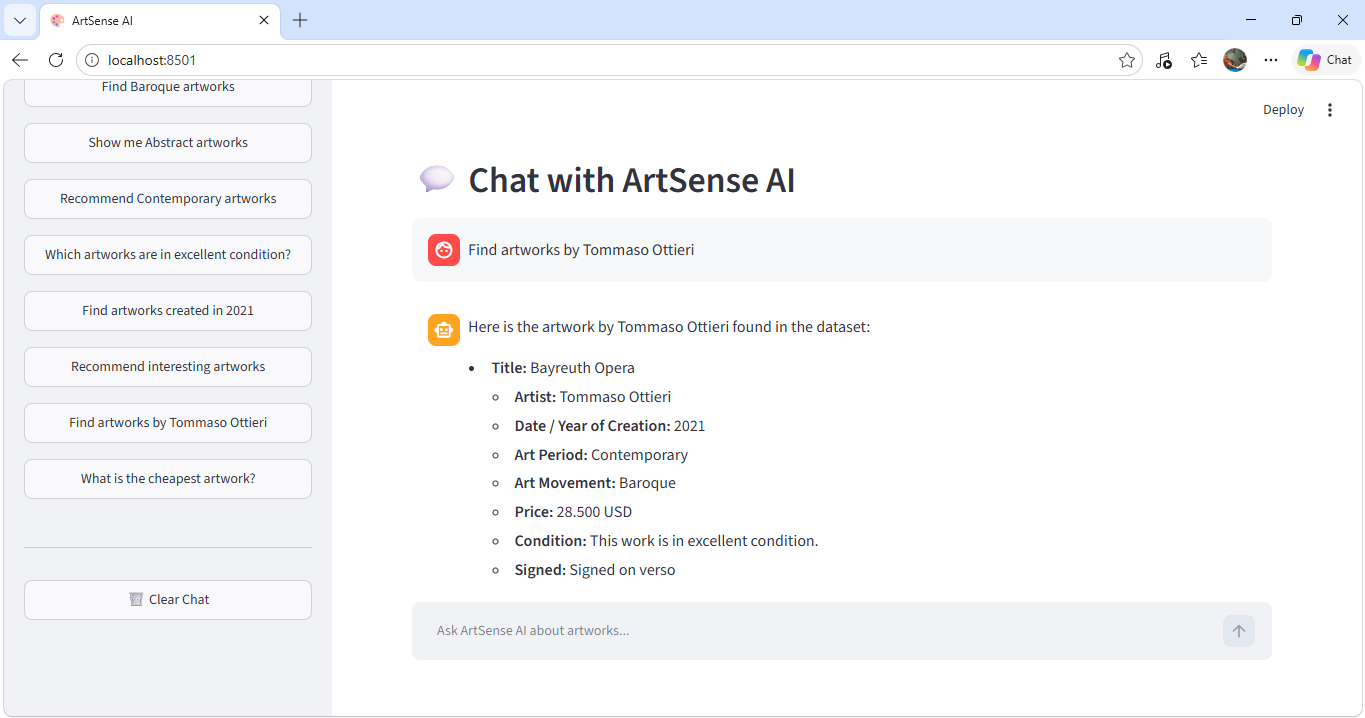 ArtSense AI
localhost:8501
Chat
Find Baroque artworks
Show me Abstract artworks
Recommend Contemporary artworks
Which artworks are in excellent condition?
Find artworks created in 2021
Recommend interesting artworks
Find artworks by Tommaso Ottieri
What is the cheapest artwork?
Clear Chat
Deploy
Chat with ArtSense AI
Find artworks by Tommaso Ottieri
Here is the artwork by Tommaso Ottieri found in the dataset:
Title: Bayreuth Opera
Artist: Tommaso Ottieri
Date / Year of Creation: 2021
Art Period: Contemporary
Art Movement: Baroque
Price: 28.500 USD
Condition: This work is in excellent condition.
Signed: Signed on verso
Ask ArtSense AI about artworks...